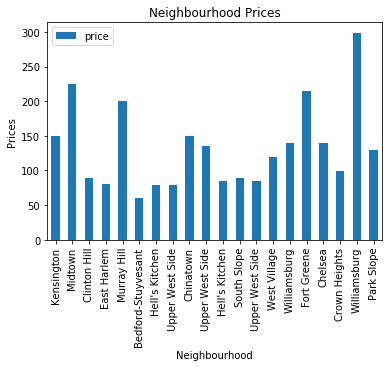 Neighbourhood Prices
price
300
250
200
150
100
50
0
Prices
Kensington
Midtown
Clinton Hill
East Harlem
Murray Hill
Bedford-Stuyvesant
Hell's Kitchen
Upper West Side
Chinatown
Upper West Side
Hell's Kitchen
South Slope
Upper West Side
West Village
Williamsburg
Fort Greene
Chelsea
Crown Heights
Williamsburg
Park Slope
Neighbourhood